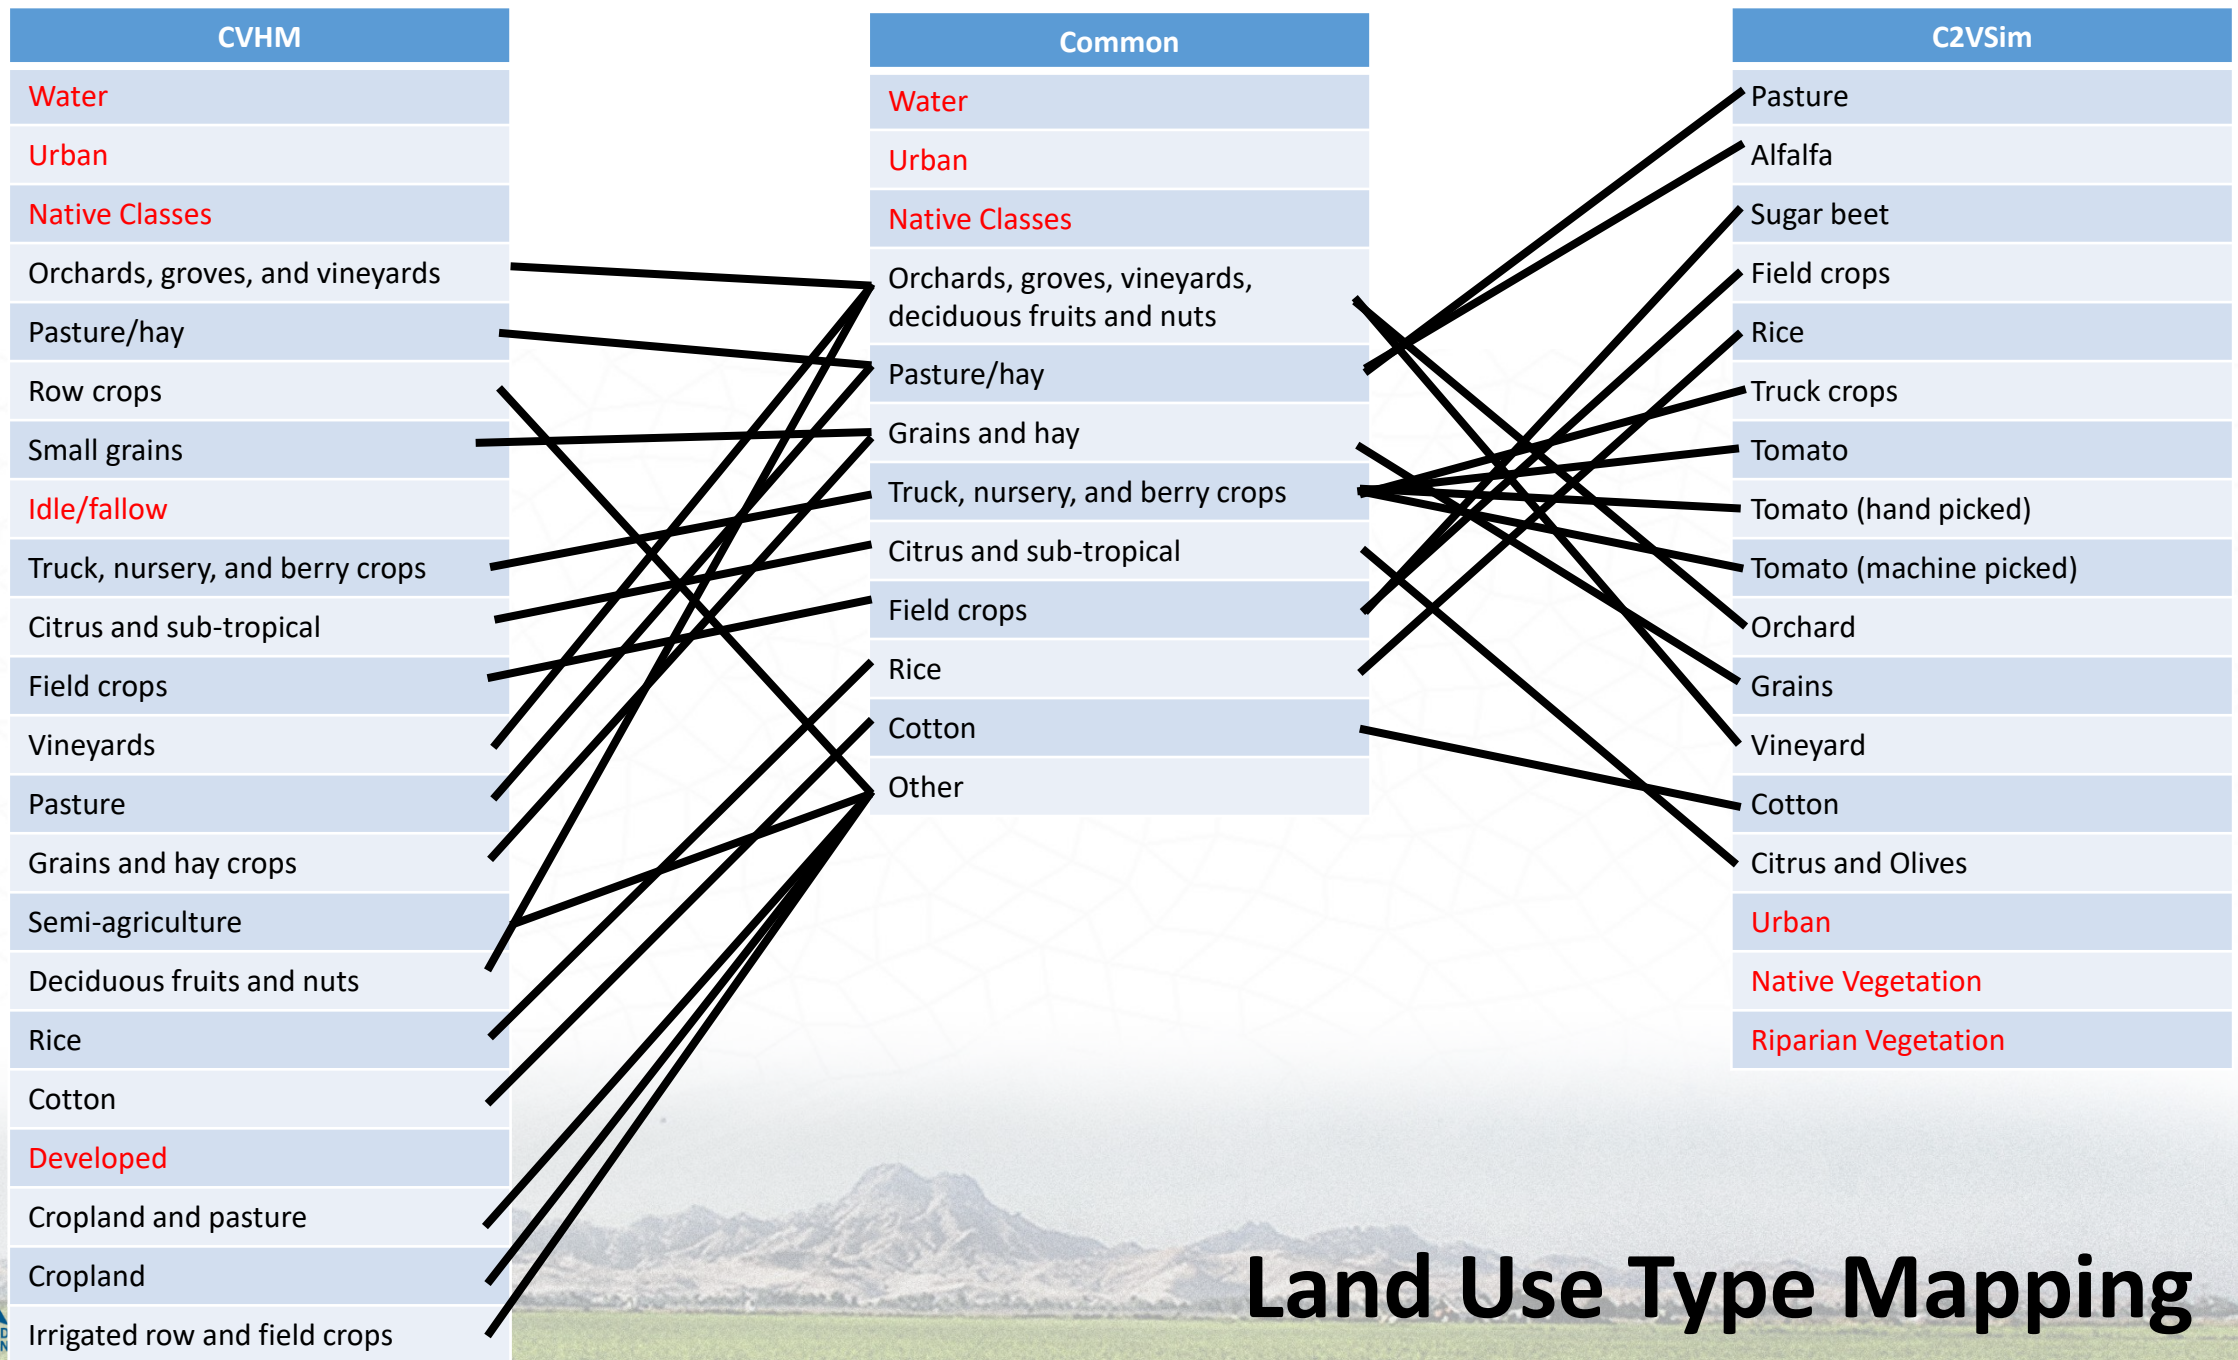 CVHM
Water
Urban
Native Classes
Orchards, groves, and vineyards
Pasture/hay
Row crops
Small grains
Idle/fallow
Truck, nursery, and berry crops
Citrus and sub-tropical
Field crops
Vineyards
Pasture
Grains and hay crops
Semi-agriculture
Deciduous fruits and nuts
Rice
Cotton
Developed
Cropland and pasture
Cropland
Irrigated row and field crops
Common
Water
Urban
Native Classes
Orchards, groves, vineyards,
deciduous fruits and nuts
Pasture/hay
Grains and hay
Truck, nursery, and berry crops
Citrus and sub-tropical
Field crops
Rice
Cotton
Other
C2VSim
Pasture
Alfalfa
Sugar beet
Field crops
Rice
Truck crops
Tomato
Tomato (hand picked)
Tomato (machine picked)
Orchard
Grains
Vineyard
Cotton
Citrus and Olives
Urban
Native Vegetation
Riparian Vegetation
Land Use Type Mapping